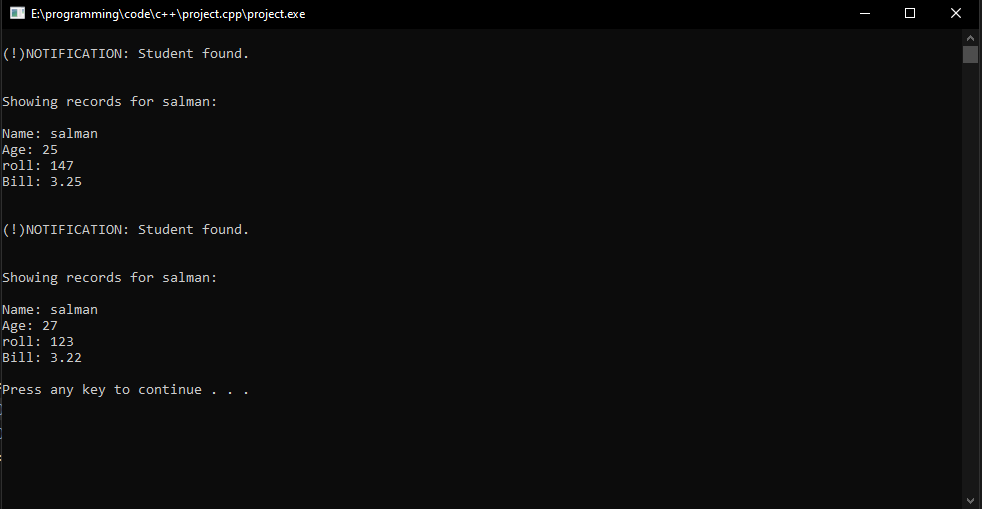 E:\programming\code\c++\project.cpp\project.exe
(!)NOTIFICATION: Student found.
Showing records for salman:
Name: salman
Age: 25
roll: 147
Bill: 3.25
(!)NOTIFICATION: Student found.
Showing records for salman:
Name: salman
Age: 27
roll: 123
Bill: 3.22
Press any key to continue . . .